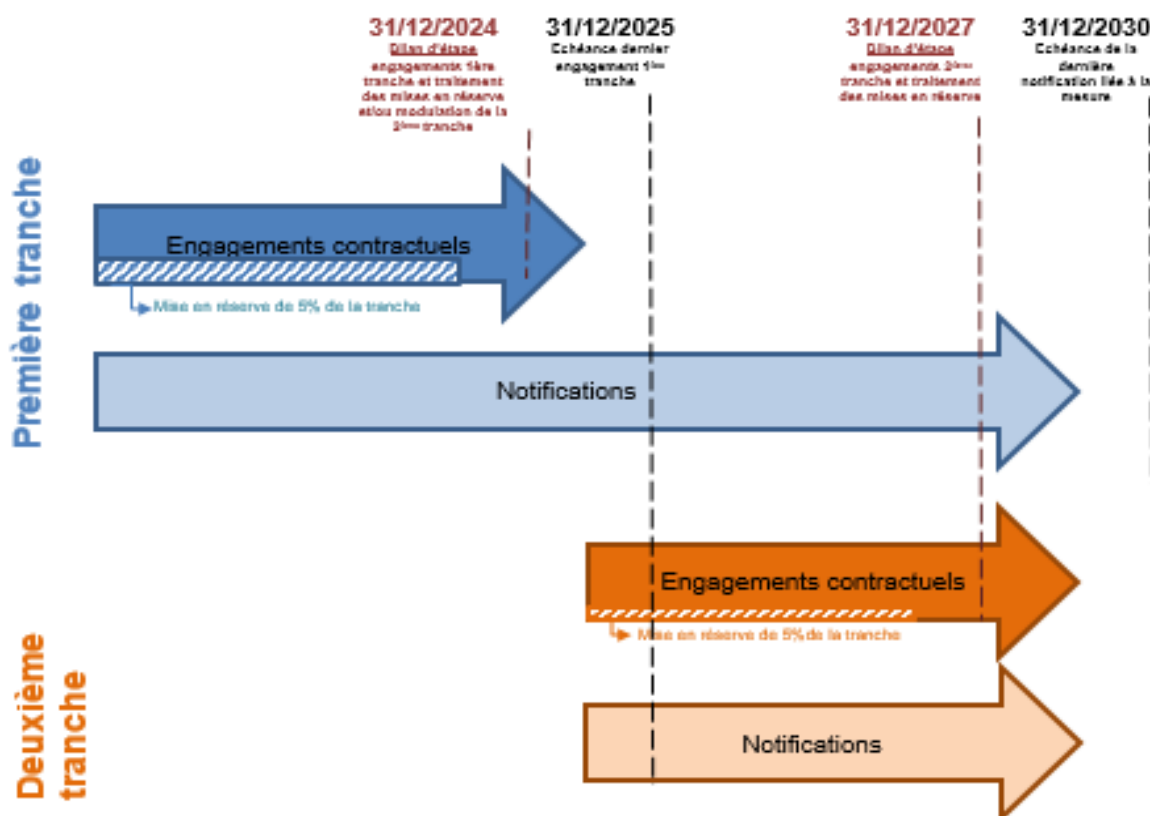 31/12/2024
Bilan d'étape
engagements 1ère
tranche et traitement
des mises en réserve
et/ou modulation de la
2ème tranche
31/12/2025
Echéance dernier
engagement 1ère
tranche
31/12/2027
Bilan d'étape
engagements 2ème
tranche et traitement
des mises en réserve
31/12/2030
Echéance de la
dernière
notification liée à la
mesure
Première tranche
Engagements contractuels
Mise en réserve de 5% de la tranche
Notifications
Deuxième
tranche
Engagements contractuels
Mise en réserve de 5% de la tranche
Notifications